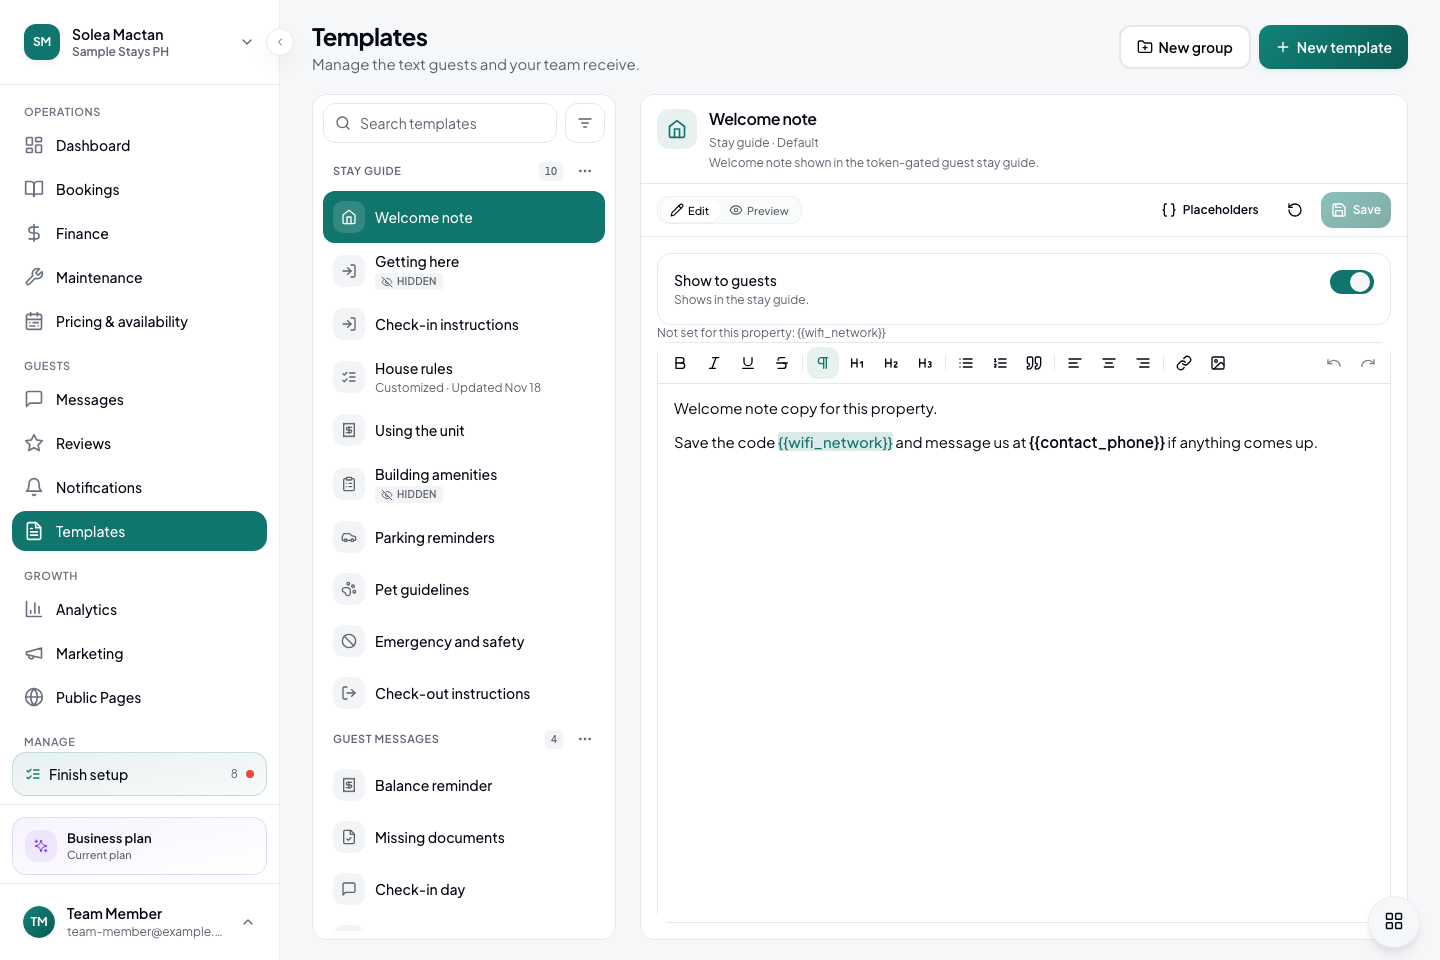 SM
Solea Mactan
Sample Stays PH
OPERATIONS
Dashboard
Bookings
Finance
Maintenance
Pricing & availability
GUESTS
Messages
Reviews
Notifications
Templates
GROWTH
Analytics
Marketing
Public Pages
MANAGE
Finish setup
8
Business plan
Current plan
TM
Team Member
team-member@example....
Templates
Manage the text guests and your team receive.
New group
New template
Search templates
STAY GUIDE
10
Welcome note
Getting here
HIDDEN
Check-in instructions
House rules
Customized · Updated Nov 18
Using the unit
Building amenities
HIDDEN
Parking reminders
Pet guidelines
Emergency and safety
Check-out instructions
GUEST MESSAGES
4
Balance reminder
Missing documents
Check-in day
Welcome note
Stay guide · Default
Welcome note shown in the token-gated guest stay guide.
Edit
Preview
Placeholders
Save
Show to guests
Shows in the stay guide.
Not set for this property: {{wifi_network}}
B I U S H1 H2 H3
Welcome note copy for this property.
Save the code {{wifi_network}} and message us at {{contact_phone}} if anything comes up.